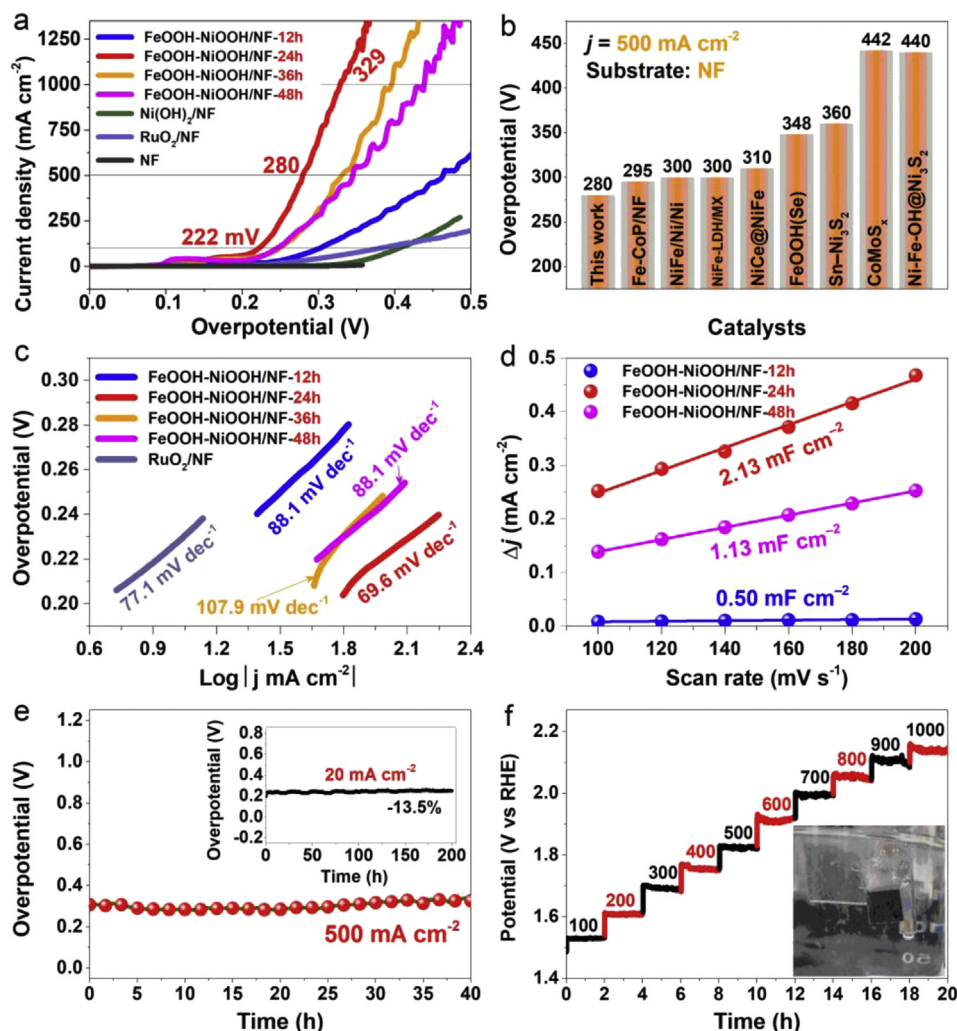 a
Current density (mA cm⁻²)
1250
1000
750
500
250
0
FeOOH-NiOOH/NF-12h
FeOOH-NiOOH/NF-24h
FeOOH-NiOOH/NF-36h
FeOOH-NiOOH/NF-48h
Ni(OH)₂/NF
RuO₂/NF
NF
329
280
222 mV
0.0 0.1 0.2 0.3 0.4 0.5
Overpotential (V)
b
Overpotential (V)
450
400
350
300
250
200
j = 500 mA cm⁻²
Substrate: NF
280 295 300 300 310 348 360 442 440
This work
Fe-CoP/NF
NiFe/Ni/Ni
NiFe-LDH/MX
NiCe@NiFe
FeOOH(Se)
Sn–Ni₃S₂
CoMoSₓ
Ni-Fe-OH@Ni₃S₂
Catalysts
c
Overpotential (V)
0.30
0.28
0.26
0.24
0.22
0.20
FeOOH-NiOOH/NF-12h
FeOOH-NiOOH/NF-24h
FeOOH-NiOOH/NF-36h
FeOOH-NiOOH/NF-48h
RuO₂/NF
77.1 mV dec⁻¹
88.1 mV dec⁻¹
88.1 mV dec⁻¹
107.9 mV dec⁻¹
69.6 mV dec⁻¹
0.6 0.9 1.2 1.5 1.8 2.1 2.4
Log|j mA cm⁻²|
d
Δj (mA cm⁻²)
0.5
0.4
0.3
0.2
0.1
0.0
FeOOH-NiOOH/NF-12h
FeOOH-NiOOH/NF-24h
FeOOH-NiOOH/NF-48h
2.13 mF cm⁻²
1.13 mF cm⁻²
0.50 mF cm⁻²
100 120 140 160 180 200
Scan rate (mV s⁻¹)
e
Overpotential (V)
1.2
1.0
0.8
0.6
0.4
0.2
0.0
Overpotential (V)
0.8
0.6
0.4
0.2
0.0
-0.2
20 mA cm⁻²
-13.5%
0 50 100 150 200
Time (h)
500 mA cm⁻²
0 5 10 15 20 25 30 35 40
Time (h)
f
Potential (V vs RHE)
2.2
2.0
1.8
1.6
1.4
100
200
300
400
500
600
700
800
900
1000
0 2 4 6 8 10 12 14 16 18 20
Time (h)